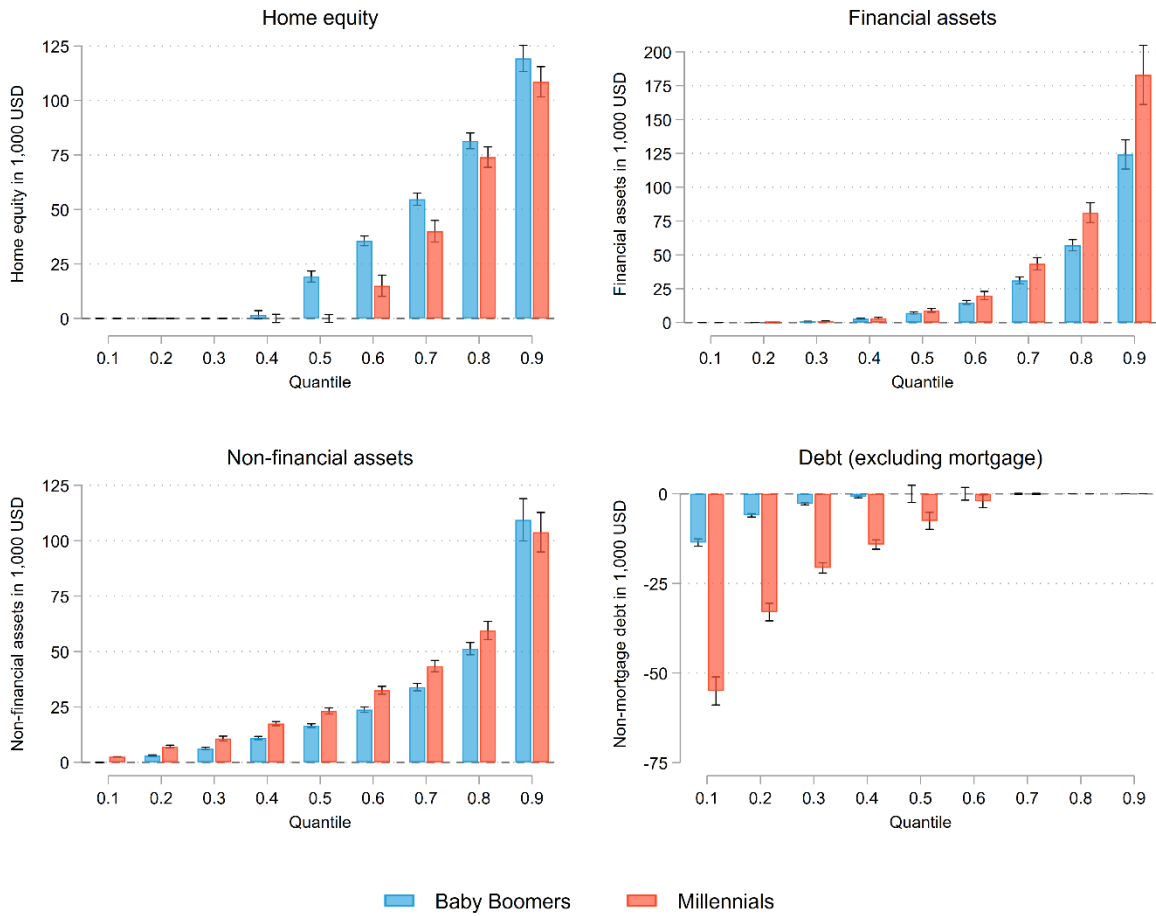 Home equity
Home equity in 1,000 USD
125
100
75
50
25
0
0.1 0.2 0.3 0.4 0.5 0.6 0.7 0.8 0.9
Quantile
Financial assets
Financial assets in 1,000 USD
200
175
150
125
100
75
50
25
0
0.1 0.2 0.3 0.4 0.5 0.6 0.7 0.8 0.9
Quantile
Non-financial assets
Non-financial assets in 1,000 USD
125
100
75
50
25
0
0.1 0.2 0.3 0.4 0.5 0.6 0.7 0.8 0.9
Quantile
Debt (excluding mortgage)
Non-mortgage debt in 1,000 USD
0
-25
-50
-75
0.1 0.2 0.3 0.4 0.5 0.6 0.7 0.8 0.9
Quantile
Baby Boomers
Millennials